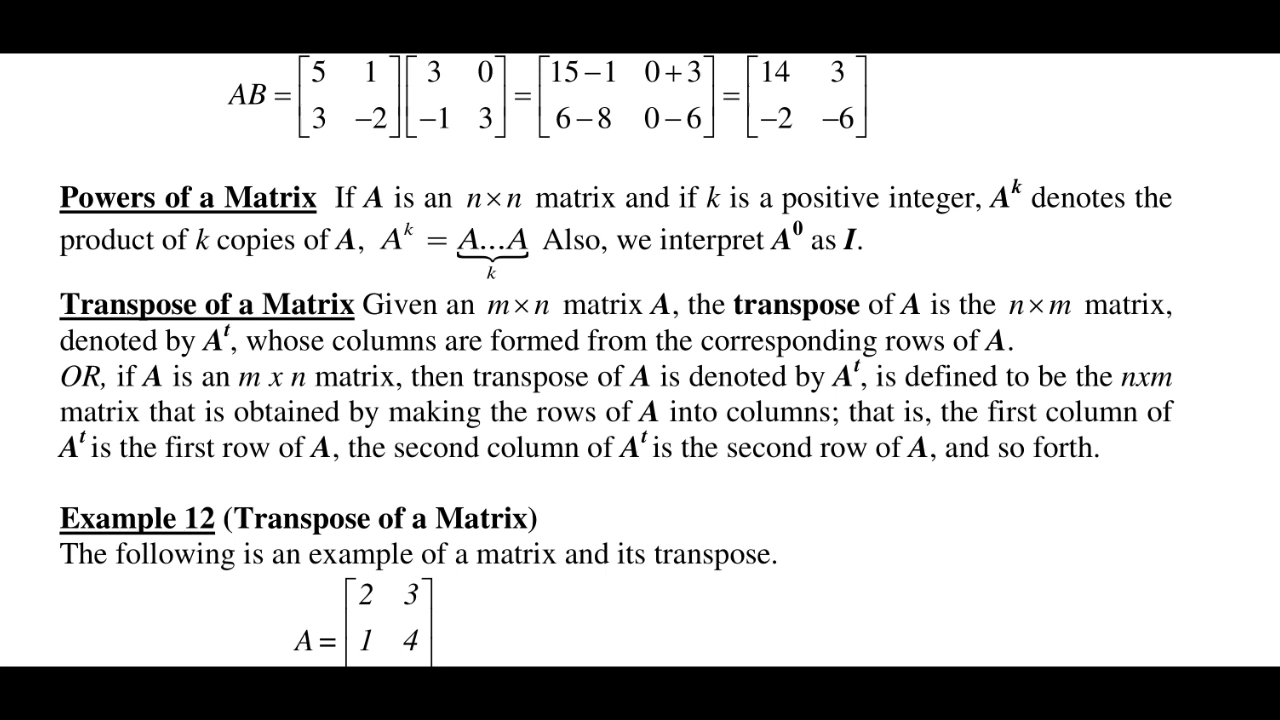 AB = [5 1; 3 −2][3 0; −1 3] = [15−1 0+3; 6−8 0−6] = [14 3; −2 −6]
Powers of a Matrix If A is an n×n matrix and if k is a positive integer, A^k denotes the
product of k copies of A, A^k = A...A Also, we interpret A^0 as I.
k
Transpose of a Matrix Given an m×n matrix A, the transpose of A is the n×m matrix,
denoted by A^t, whose columns are formed from the corresponding rows of A.
OR, if A is an m x n matrix, then transpose of A is denoted by A^t, is defined to be the nxm
matrix that is obtained by making the rows of A into columns; that is, the first column of
A^t is the first row of A, the second column of A^t is the second row of A, and so forth.
Example 12 (Transpose of a Matrix)
The following is an example of a matrix and its transpose.
A = [2 3; 1 4